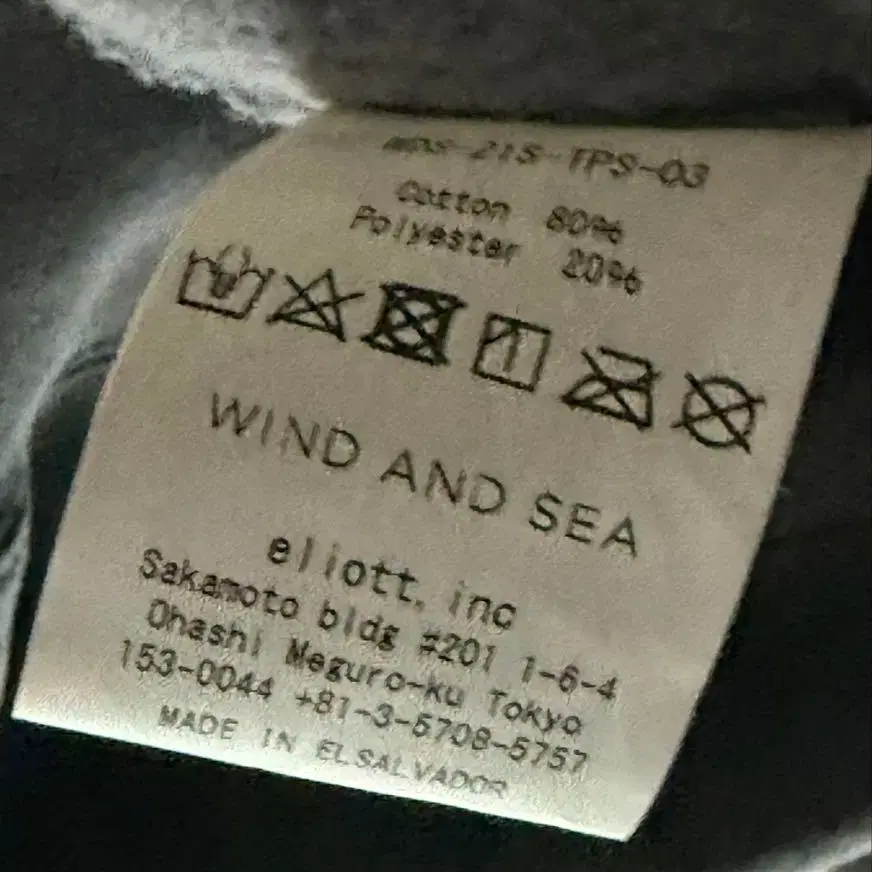 WDS-21S-TPS-03
Cotton 80%
Polyester 20%
WIND AND SEA
eliott, inc
Sakamoto bldg #201 1-6-4
Ohashi Meguro-ku Tokyo
153-0044 +81-3-5708-5757
MADE IN EL SALVADOR